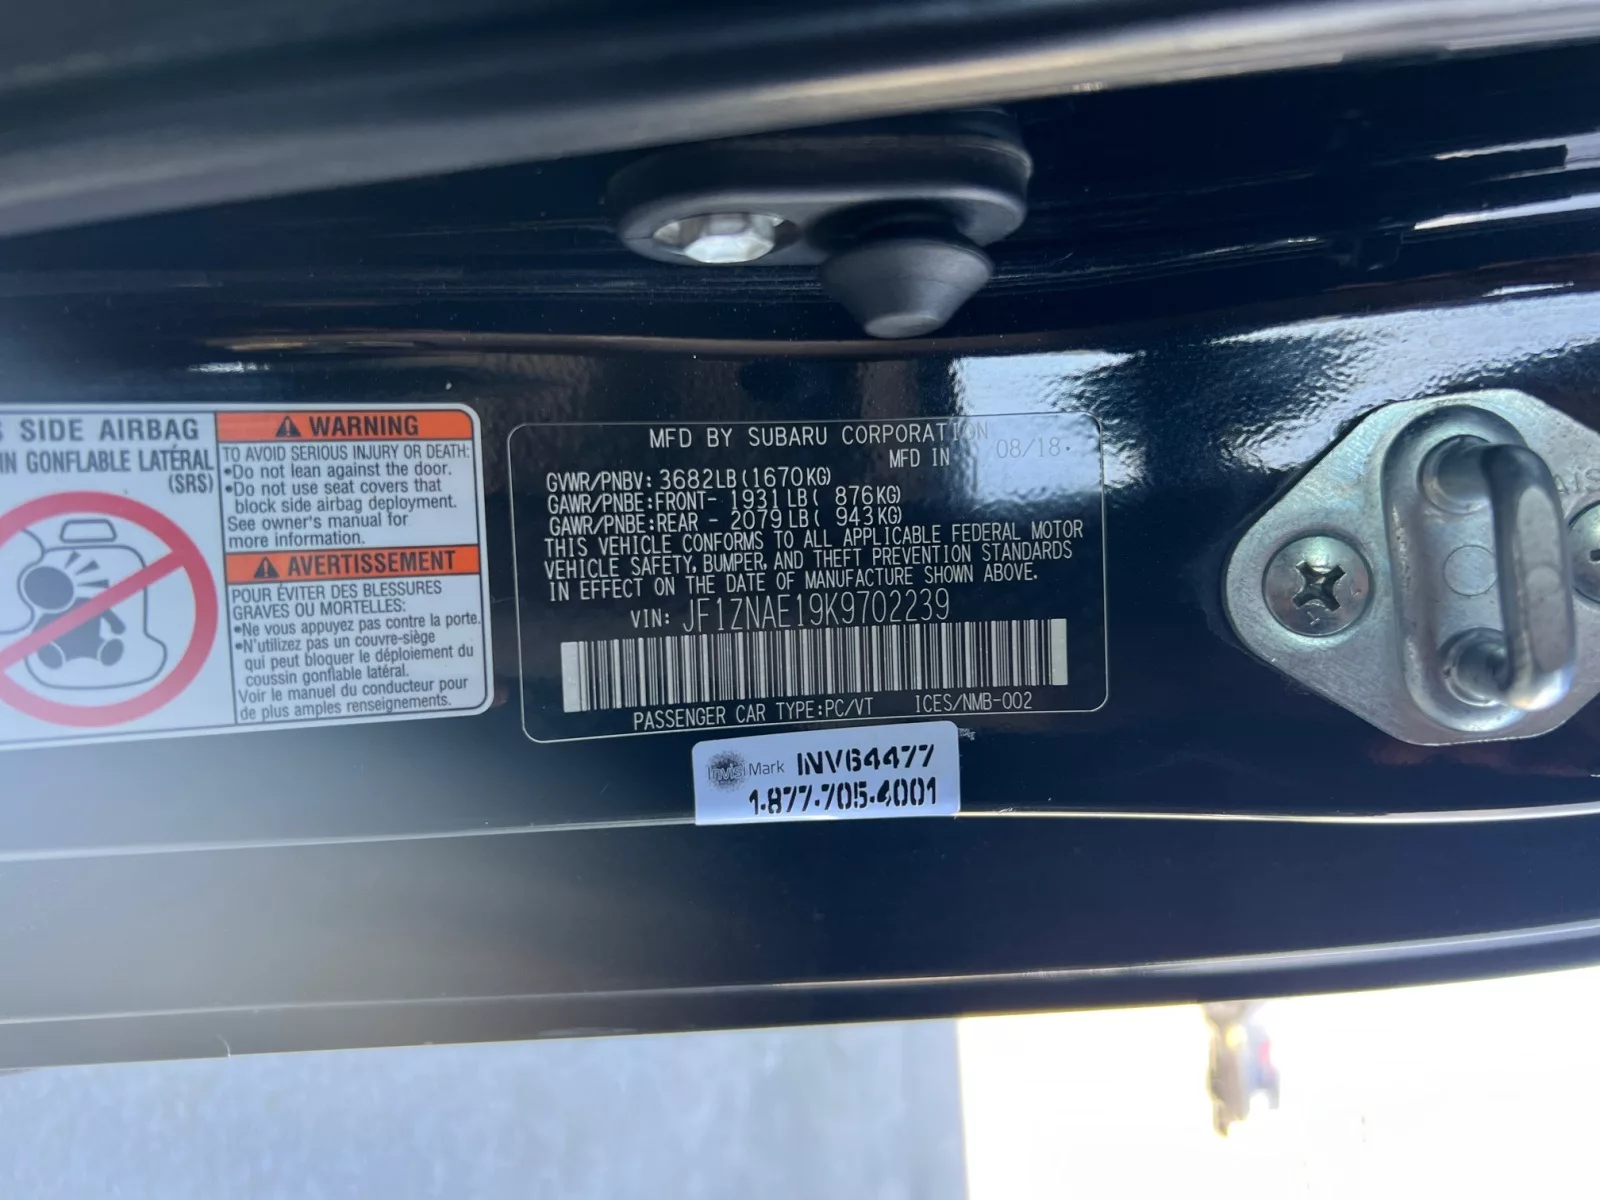 SIDE AIRBAG
IN GONFLABLE LATÉRAL
(SRS)
WARNING
TO AVOID SERIOUS INJURY OR DEATH:
•Do not lean against the door.
•Do not use seat covers that
block side airbag deployment.
See owner's manual for
more information.
AVERTISSEMENT
POUR ÉVITER DES BLESSURES
GRAVES OU MORTELLES:
•Ne vous appuyez pas contre la porte.
•N'utilizez pas un couvre-siège
qui peut bloquer le déploiement du
coussin gonflable latéral.
Voir le manuel du conducteur pour
de plus amples renseignements.
MFD BY SUBARU CORPORATION
MFD IN 08/18
GVWR/PNBV: 3682LB(1670KG)
GAWR/PNBE:FRONT- 1931LB( 876KG)
GAWR/PNBE:REAR - 2079LB( 943KG)
THIS VEHICLE CONFORMS TO ALL APPLICABLE FEDERAL MOTOR
VEHICLE SAFETY, BUMPER, AND THEFT PREVENTION STANDARDS
IN EFFECT ON THE DATE OF MANUFACTURE SHOWN ABOVE.
VIN: JF1ZNAE19K9702239
PASSENGER CAR TYPE:PC/VT ICES/NMB-002
InvisiMark INV64477
1-877-705-4001